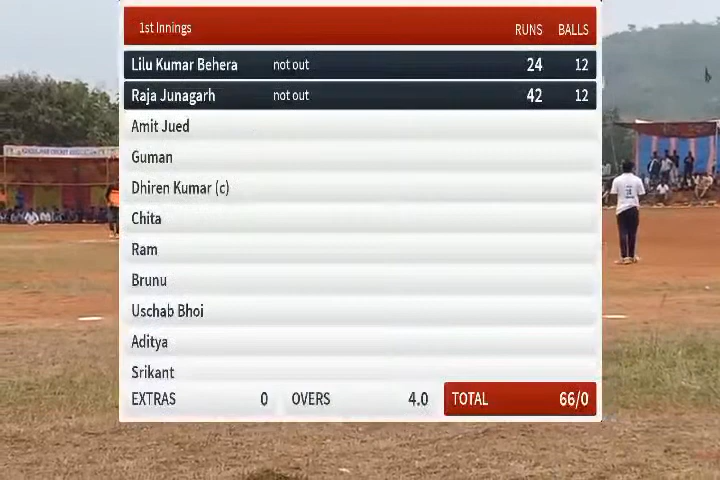 1st Innings RUNS BALLS
Lilu Kumar Behera not out 24 12
Raja Junagarh not out 42 12
Amit Jued
Guman
Dhiren Kumar (c)
Chita
Ram
Brunu
Uschab Bhoi
Aditya
Srikant
EXTRAS 0 OVERS 4.0 TOTAL 66/0